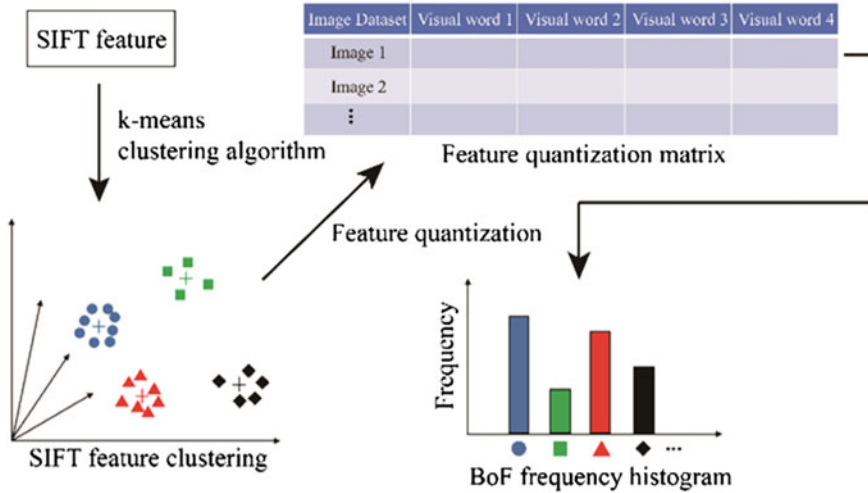 SIFT feature
Image Dataset Visual word 1 Visual word 2 Visual word 3 Visual word 4
Image 1
Image 2
⋮
k-means
clustering algorithm
Feature quantization matrix
Feature quantization
SIFT feature clustering
Frequency
...
BoF frequency histogram